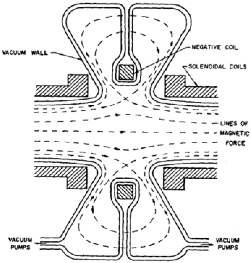 VACUUM WALL
NEGATIVE COIL
SOLENOIDAL COILS
LINES OF
MAGNETIC
FORCE
VACUUM
PUMPS
VACUUM
PUMPS